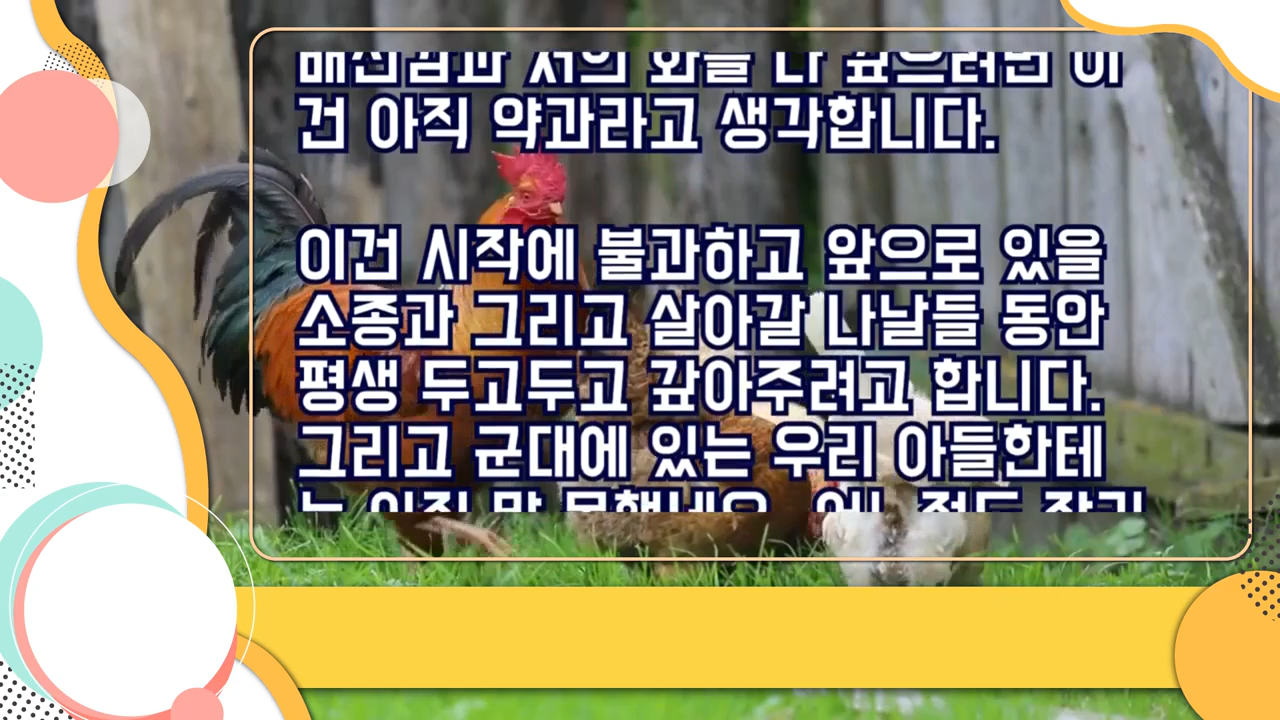 건 아직 약과라고 생각합니다.
이건 시작에 불과하고 앞으로 있을
소종과 그리고 살아갈 나날들 동안
평생 두고두고 갚아주려고 합니다.
그리고 군대에 있는 우리 아들한테